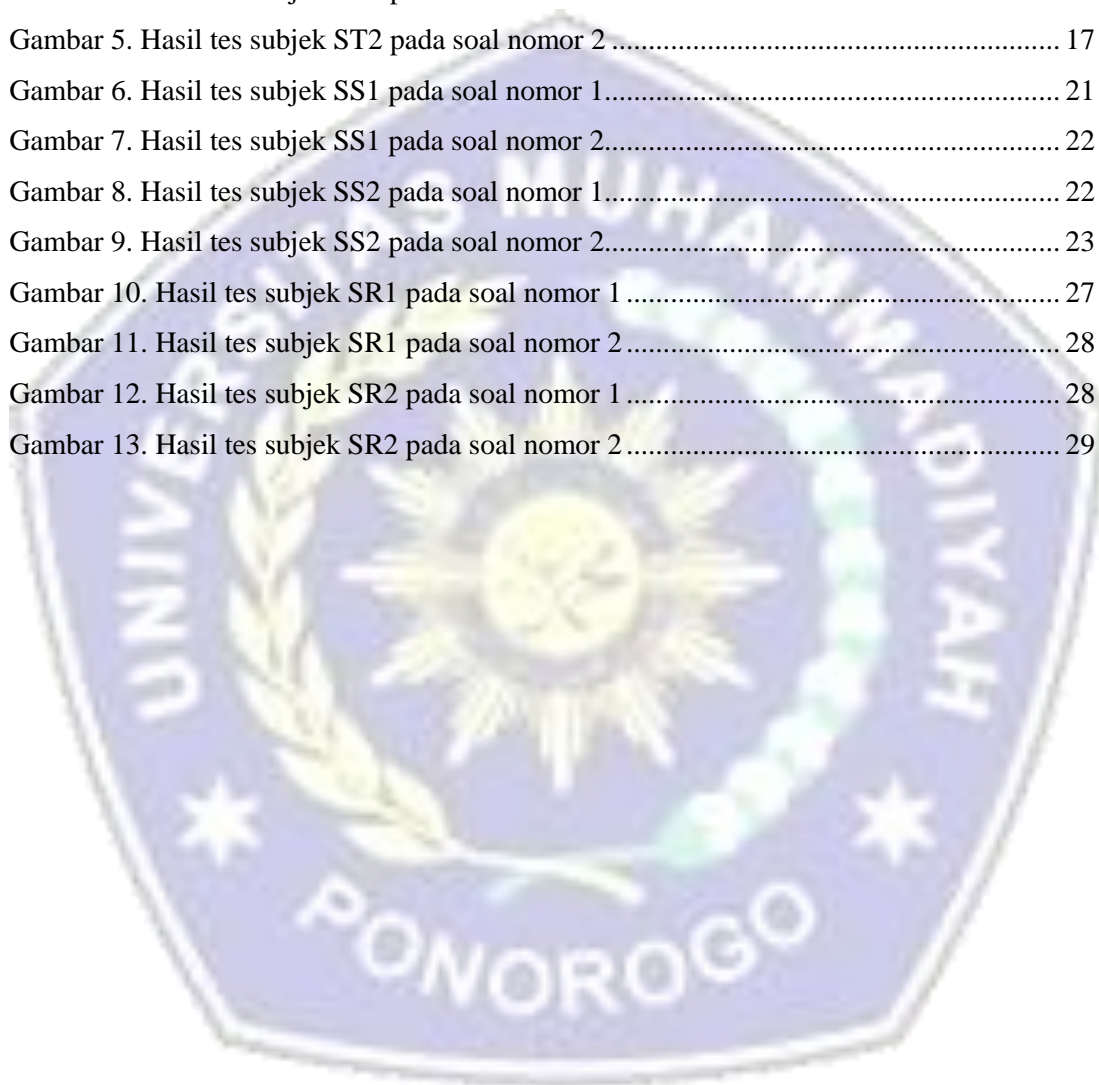 Gambar 5. Hasil tes subjek ST2 pada soal nomor 2 ........................................................................ 17
Gambar 6. Hasil tes subjek SS1 pada soal nomor 1......................................................................... 21
Gambar 7. Hasil tes subjek SS1 pada soal nomor 2......................................................................... 22
Gambar 8. Hasil tes subjek SS2 pada soal nomor 1......................................................................... 22
Gambar 9. Hasil tes subjek SS2 pada soal nomor 2......................................................................... 23
Gambar 10. Hasil tes subjek SR1 pada soal nomor 1 ..................................................................... 27
Gambar 11. Hasil tes subjek SR1 pada soal nomor 2 ..................................................................... 28
Gambar 12. Hasil tes subjek SR2 pada soal nomor 1 ..................................................................... 28
Gambar 13. Hasil tes subjek SR2 pada soal nomor 2 ..................................................................... 29
UNIVERSITAS MUHAMMADIYAH
PONOROGO